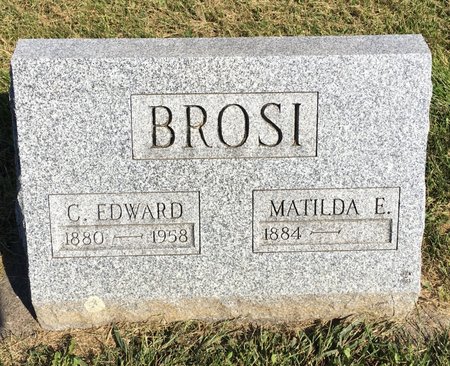 BROSI
C. EDWARD
1880 — 1958
MATILDA E.
1884 —